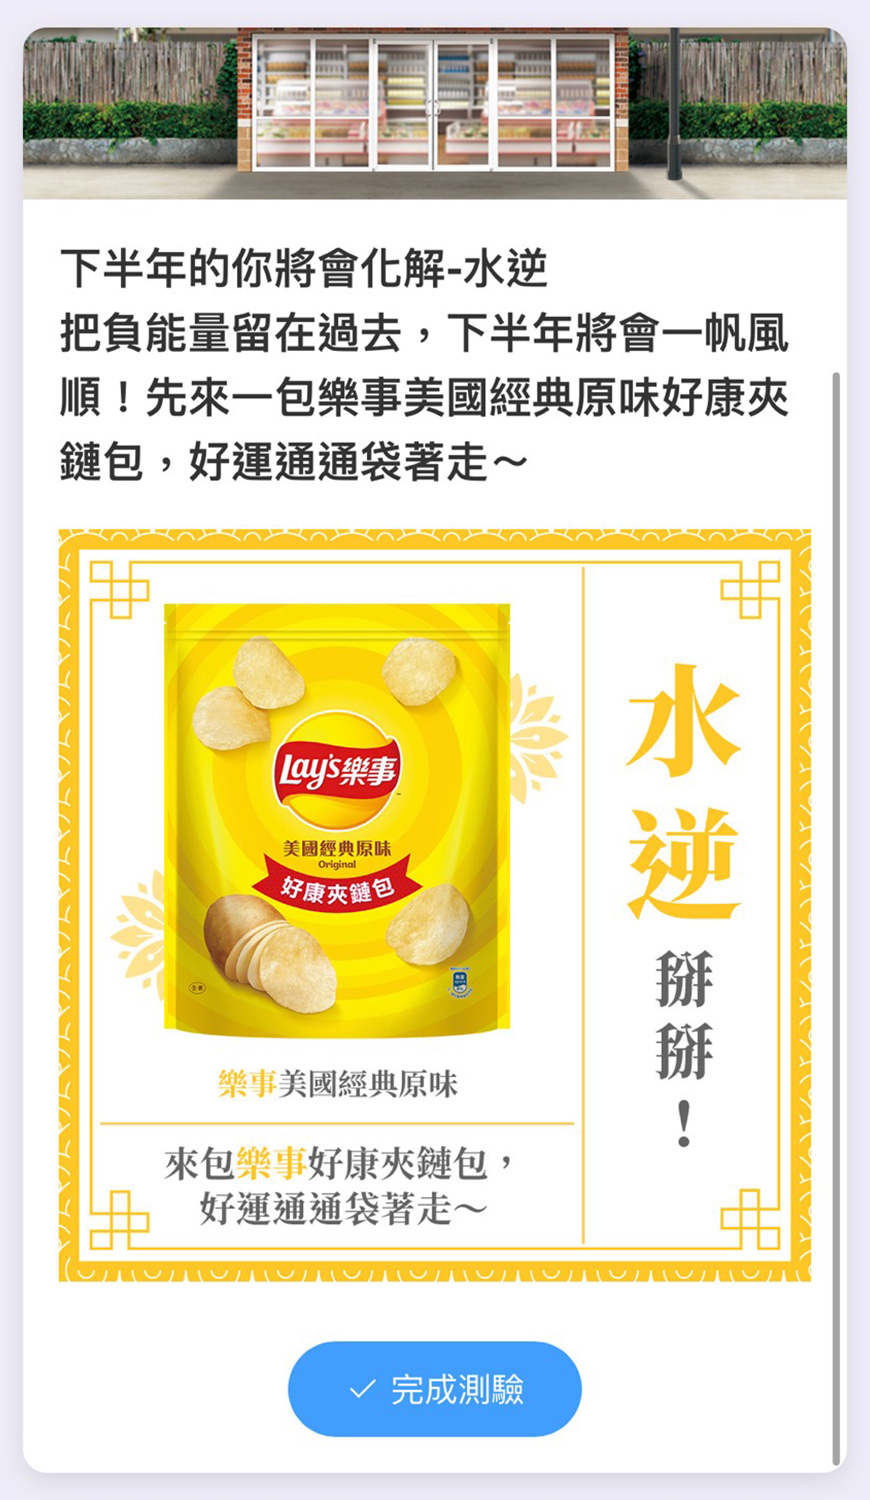 下半年的你將會化解-水逆
把負能量留在過去，下半年將會一帆風
順！先來一包樂事美國經典原味好康夾
鏈包，好運通通袋著走～
Lay's樂事
美國經典原味
Original
好康夾鏈包
全素
樂事美國經典原味
來包樂事好康夾鏈包，
好運通通袋著走～
水逆掰掰！
完成測驗